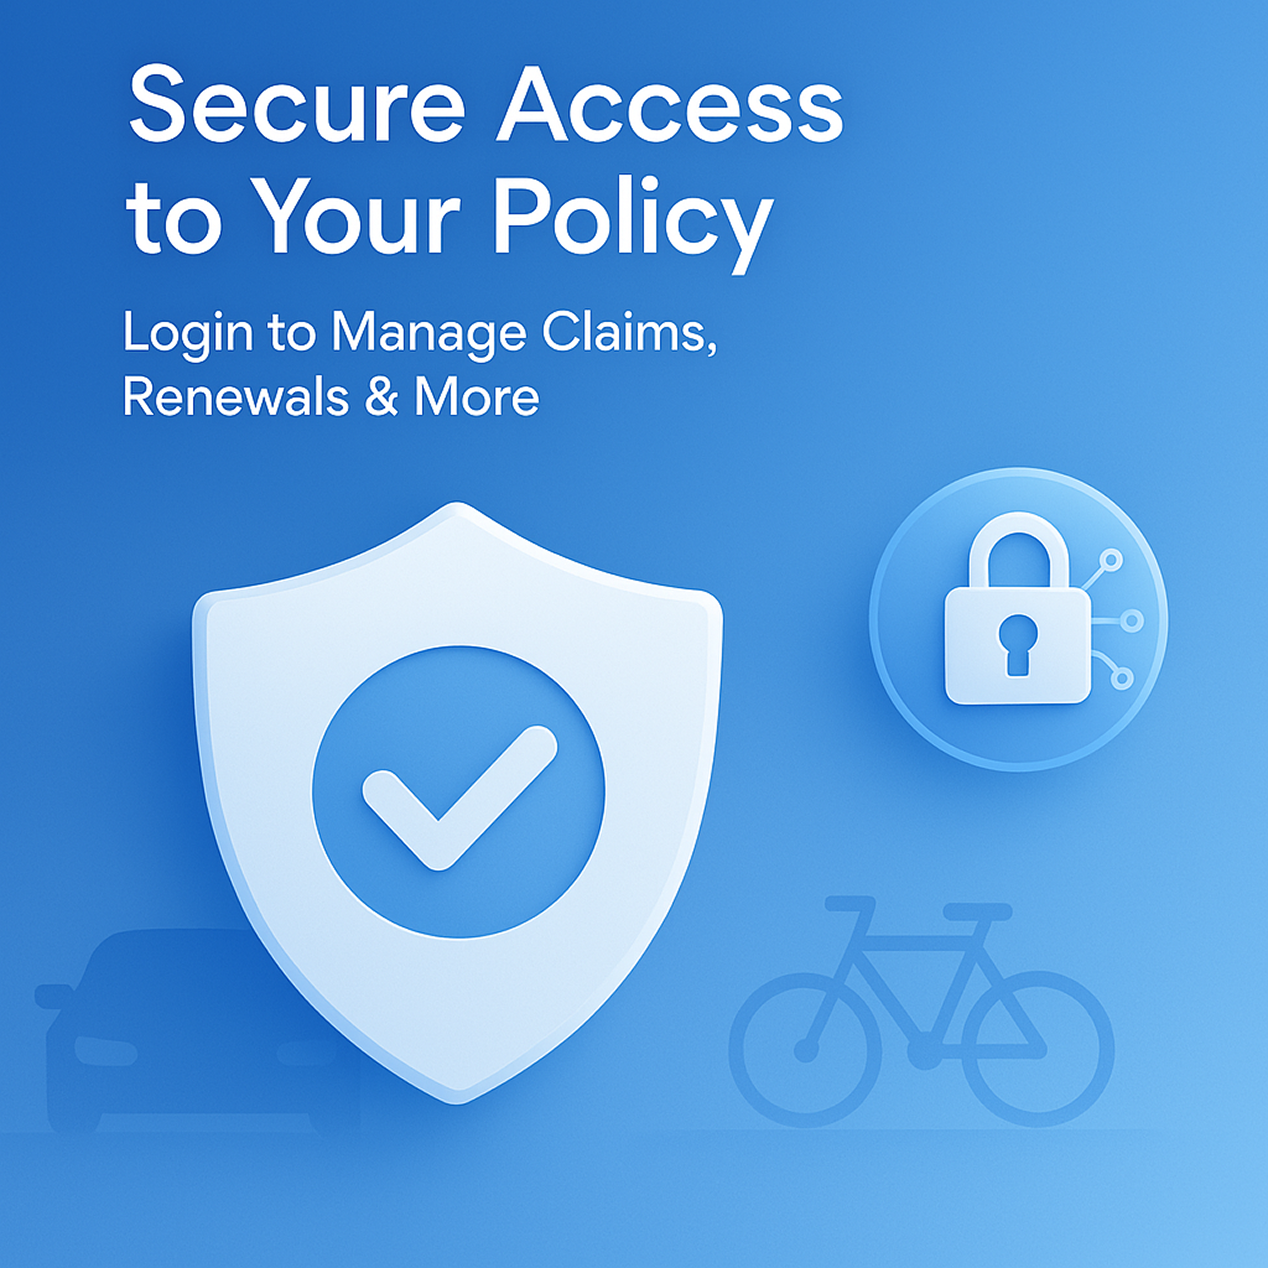 Secure Access
to Your Policy
Login to Manage Claims,
Renewals & More